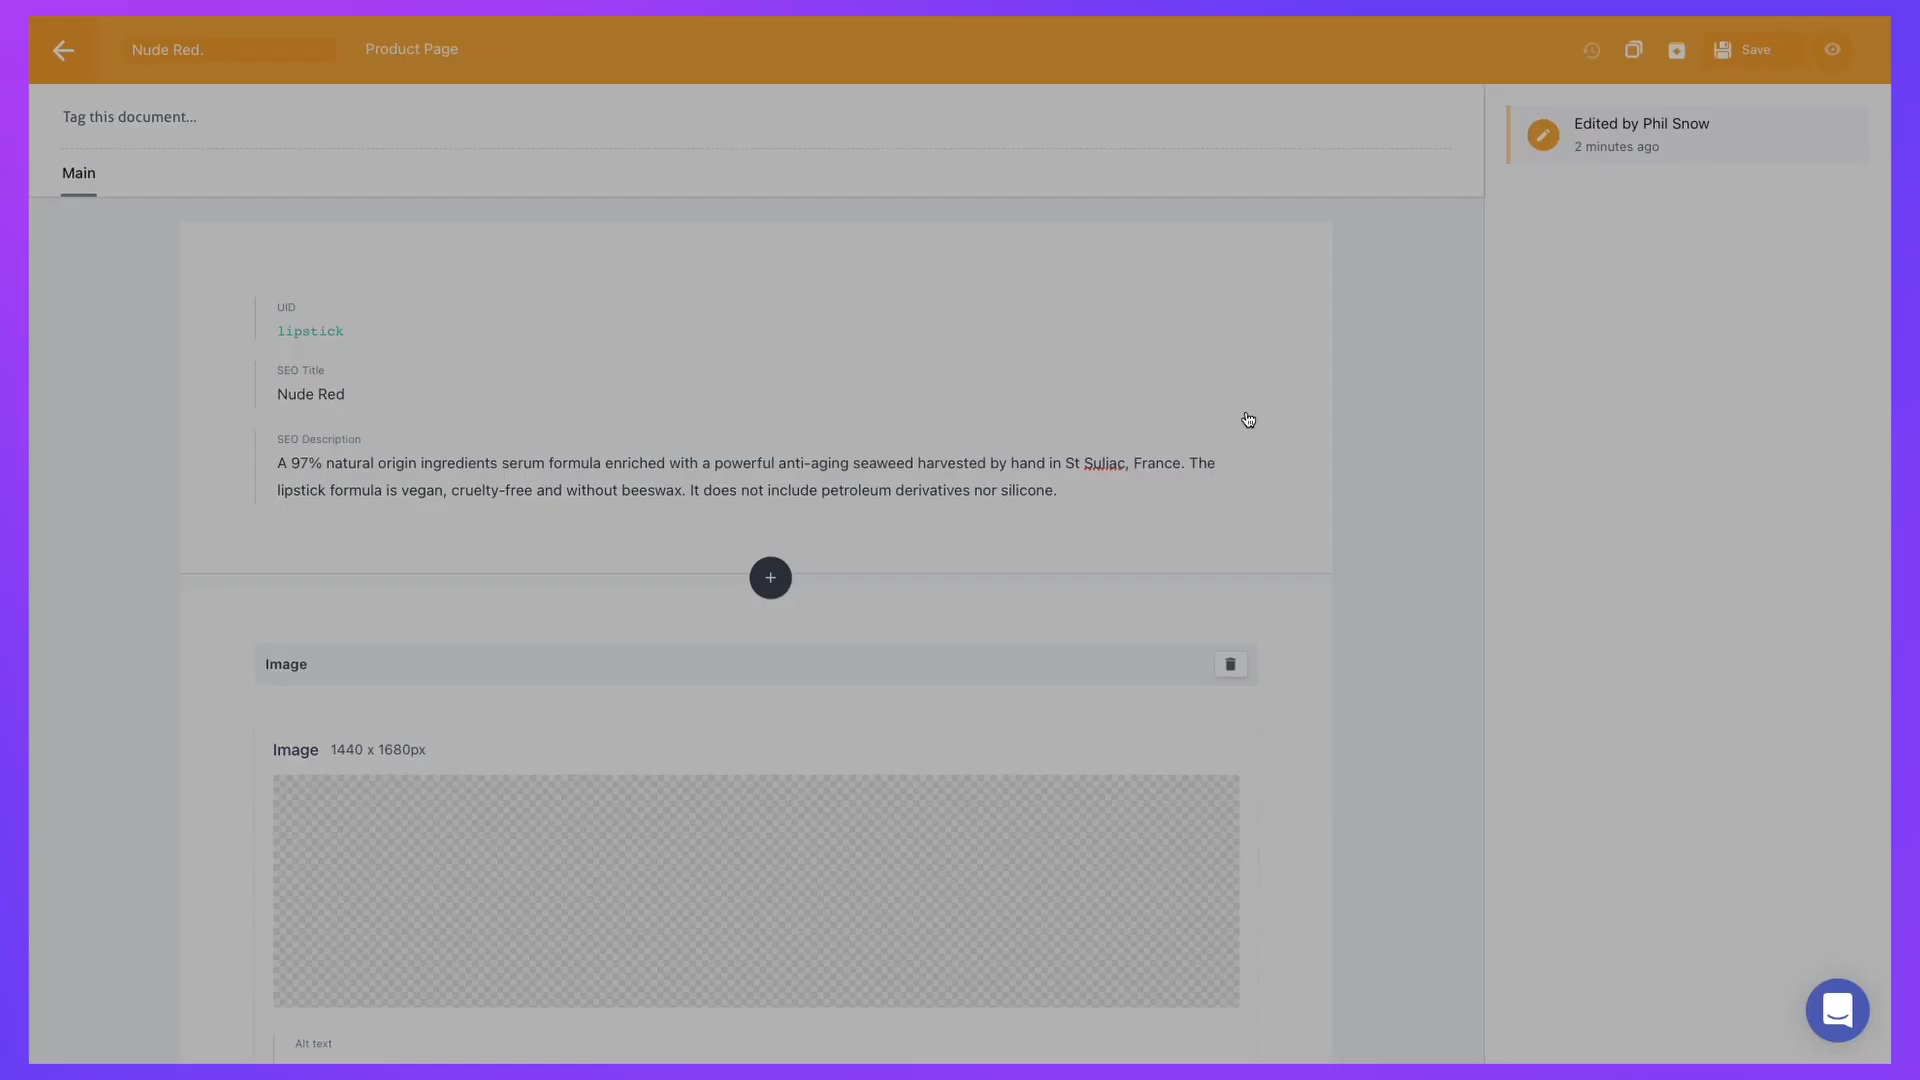 Nude Red.
Product Page
Save
Tag this document...
Edited by Phil Snow
2 minutes ago
Main
UID
lipstick
SEO Title
Nude Red
SEO Description
A 97% natural origin ingredients serum formula enriched with a powerful anti-aging seaweed harvested by hand in St Suliac, France. The
lipstick formula is vegan, cruelty-free and without beeswax. It does not include petroleum derivatives nor silicone.
Image
Image 1440 x 1680px
Alt text